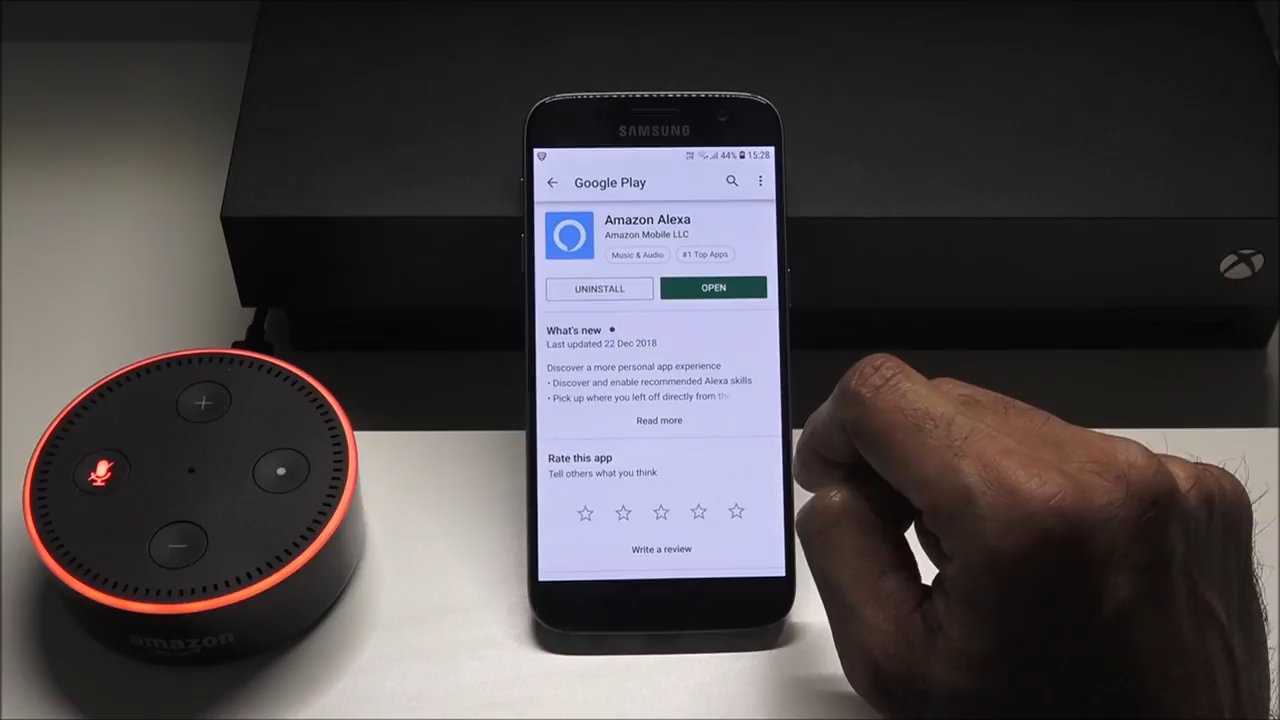 SAMSUNG
44% 15:28
Google Play
Amazon Alexa
Amazon Mobile LLC
Music & Audio #1 Top Apps
UNINSTALL OPEN
What's new
Last updated 22 Dec 2018
Discover a more personal app experience
• Discover and enable recommended Alexa skills
• Pick up where you left off directly from the
Read more
Rate this app
Tell others what you think
Write a review
amazon